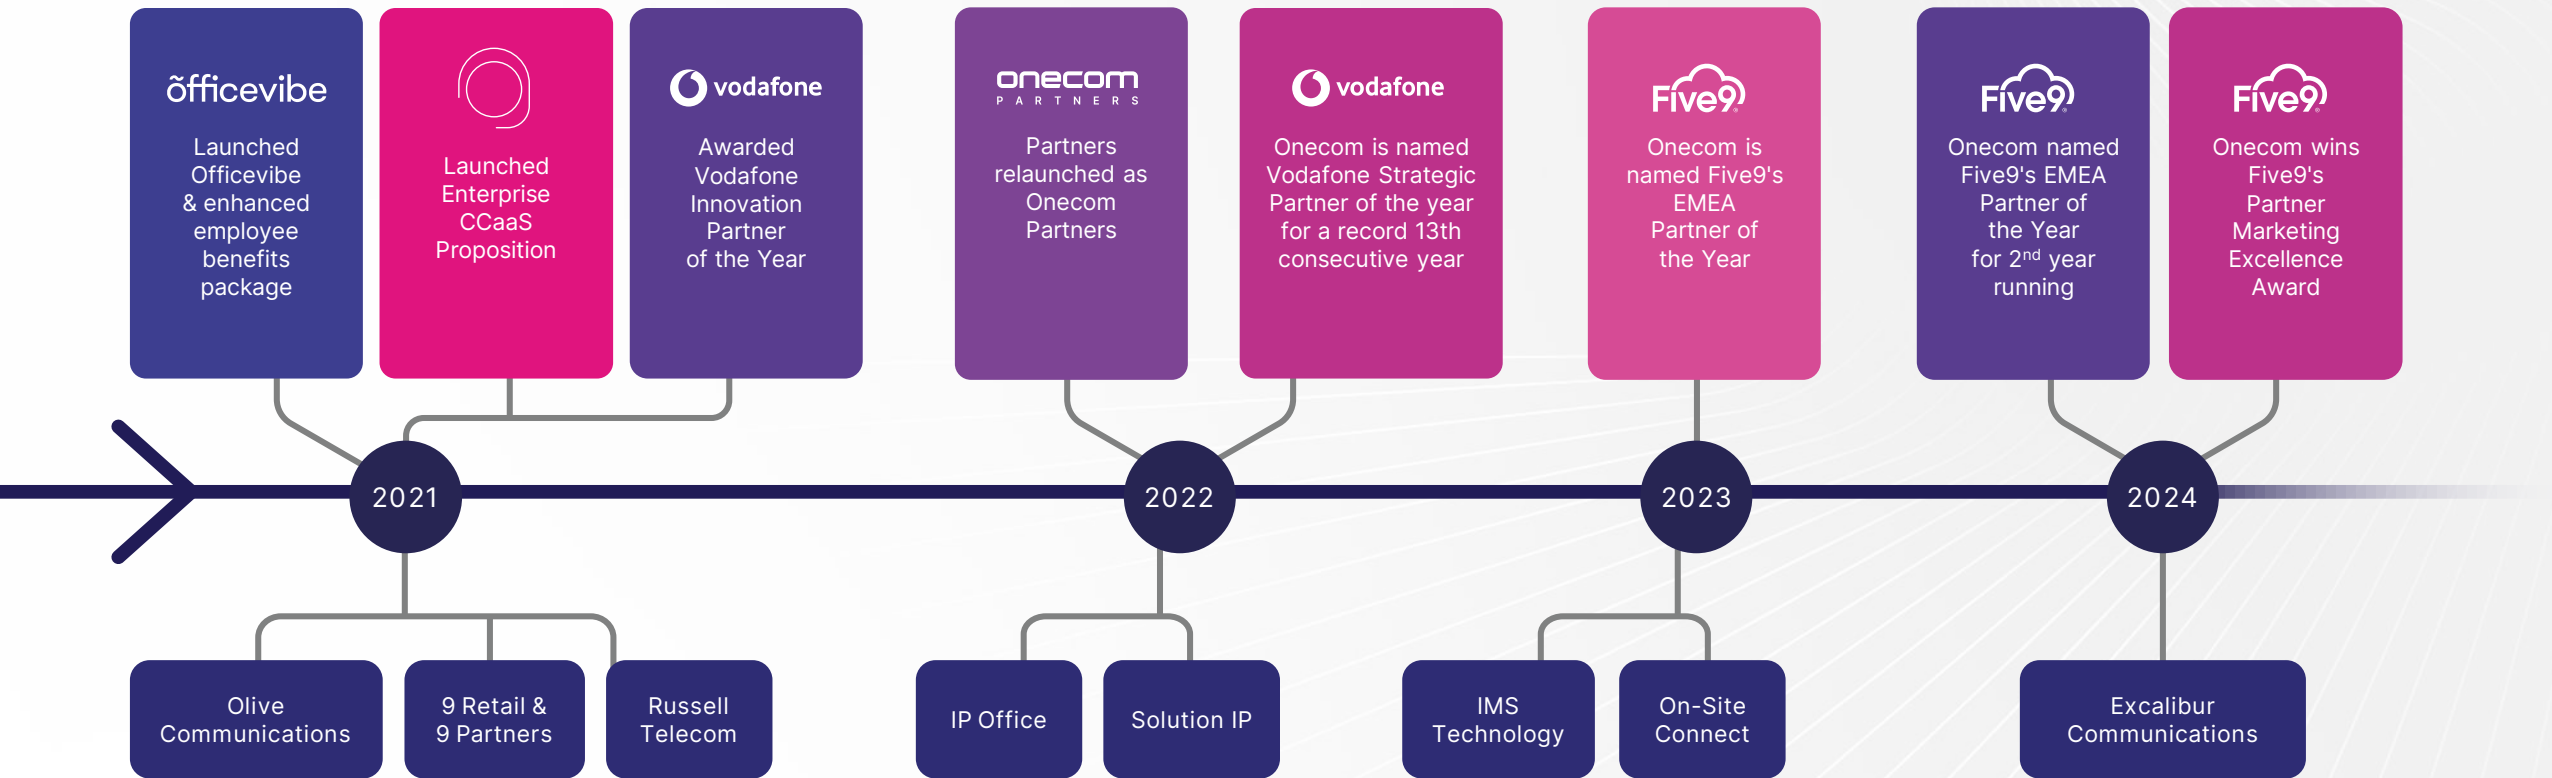 õfficevibe
Launched
Officevibe
& enhanced
employee
benefits
package
Launched
Enterprise
CCaaS
Proposition
vodafone
Awarded
Vodafone
Innovation
Partner
of the Year
onecom
PARTNERS
Partners
relaunched as
Onecom
Partners
vodafone
Onecom is named
Vodafone Strategic
Partner of the year
for a record 13th
consecutive year
Five9
Onecom is
named Five9's
EMEA
Partner of
the Year
Five9
Onecom named
Five9's EMEA
Partner of
the Year
for 2nd year
running
Five9
Onecom wins
Five9's
Partner
Marketing
Excellence
Award
2021
2022
2023
2024
Olive
Communications
9 Retail &
9 Partners
Russell
Telecom
IP Office
Solution IP
IMS
Technology
On-Site
Connect
Excalibur
Communications